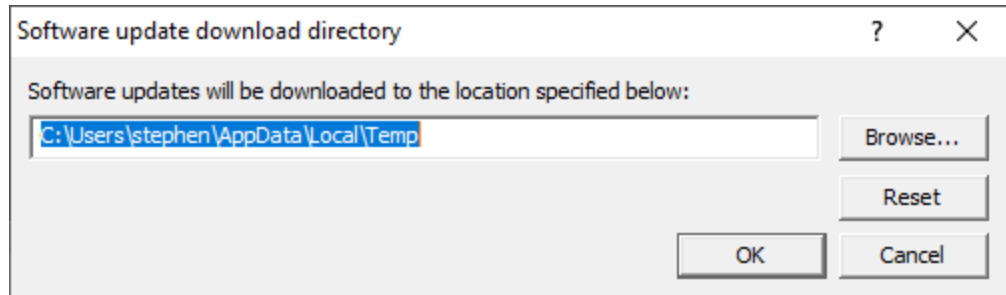 Software update download directory ?
Software updates will be downloaded to the location specified below:
C:\Users\stephen\AppData\Local\Temp
Browse...
Reset
OK Cancel